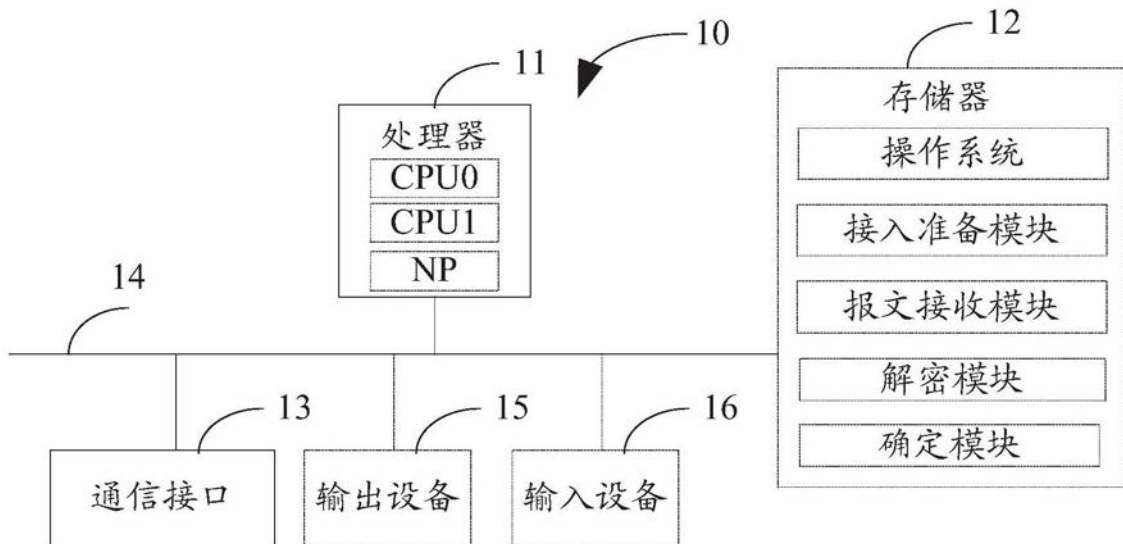 10
11
12
处理器
CPU0
CPU1
NP
存储器
操作系统
接入准备模块
报文接收模块
解密模块
确定模块
14
13
15
16
通信接口
输出设备
输入设备